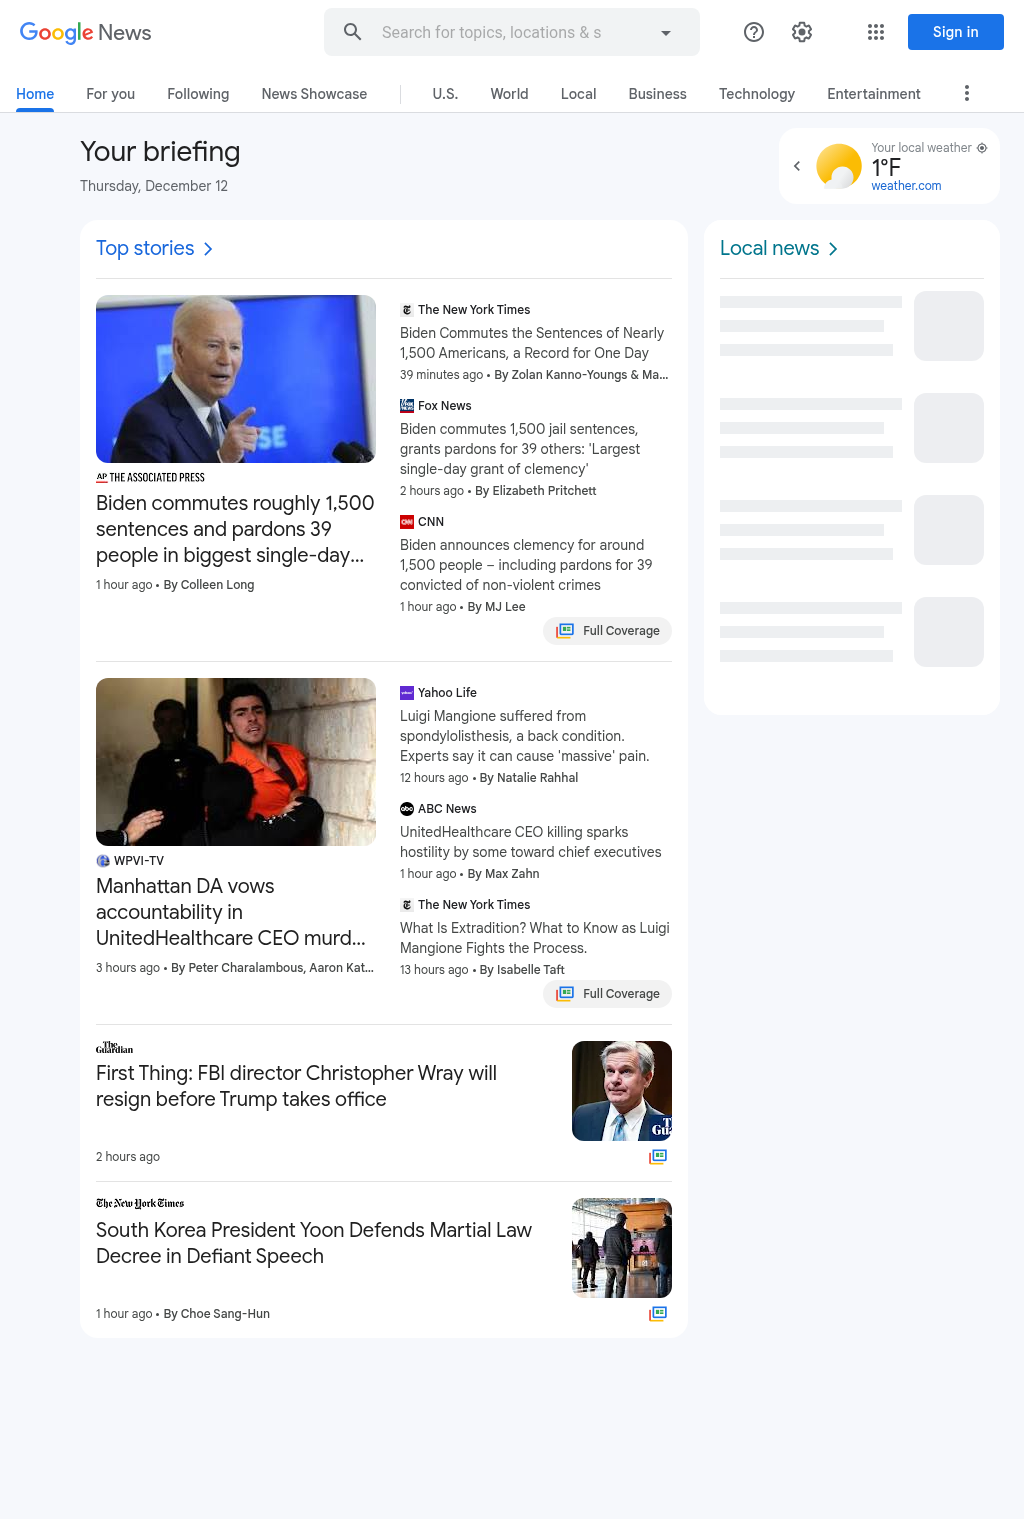 Google News
Search for topics, locations & s
Sign in
Home
For you
Following
News Showcase
U.S.
World
Local
Business
Technology
Entertainment
Your briefing
Thursday, December 12
Your local weather
1°F
weather.com
Top stories
THE ASSOCIATED PRESS
AP
Biden commutes roughly 1,500
sentences and pardons 39
people in biggest single-day...
1 hour ago • By Colleen Long
The New York Times
Biden Commutes the Sentences of Nearly
1,500 Americans, a Record for One Day
39 minutes ago • By Zolan Kanno-Youngs & Ma...
Fox News
Biden commutes 1,500 jail sentences,
grants pardons for 39 others: 'Largest
single-day grant of clemency'
2 hours ago • By Elizabeth Pritchett
CNN
Biden announces clemency for around
1,500 people – including pardons for 39
convicted of non-violent crimes
1 hour ago • By MJ Lee
Full Coverage
WPVI-TV
Manhattan DA vows
accountability in
UnitedHealthcare CEO murd...
3 hours ago • By Peter Charalambous, Aaron Kat...
Yahoo Life
Luigi Mangione suffered from
spondylolisthesis, a back condition.
Experts say it can cause 'massive' pain.
12 hours ago • By Natalie Rahhal
abc
ABC News
UnitedHealthcare CEO killing sparks
hostility by some toward chief executives
1 hour ago • By Max Zahn
The New York Times
What Is Extradition? What to Know as Luigi
Mangione Fights the Process.
13 hours ago • By Isabelle Taft
Full Coverage
The Guardian
First Thing: FBI director Christopher Wray will
resign before Trump takes office
2 hours ago
The New York Times
South Korea President Yoon Defends Martial Law
Decree in Defiant Speech
1 hour ago • By Choe Sang-Hun
Local news